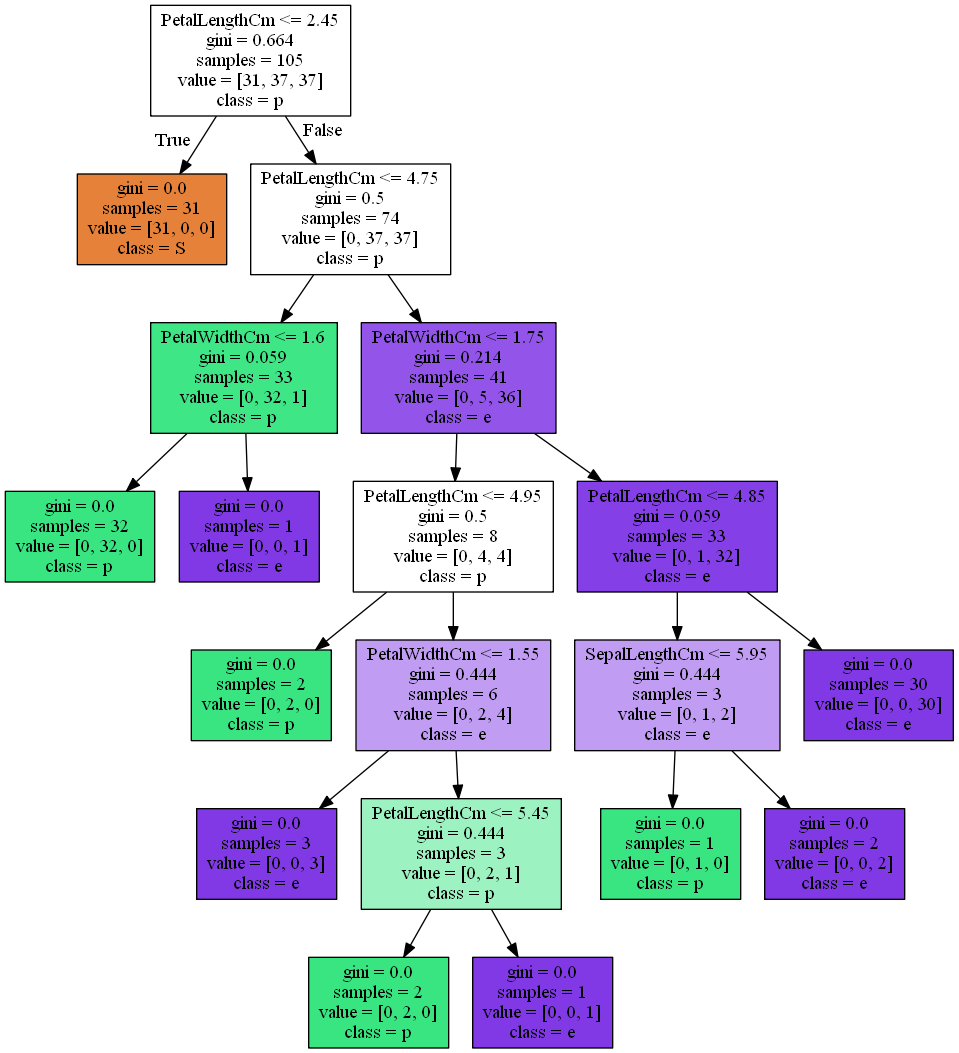 PetalLengthCm <= 2.45
gini = 0.664
samples = 105
value = [31, 37, 37]
class = p
True
False
gini = 0.0
samples = 31
value = [31, 0, 0]
class = S
PetalLengthCm <= 4.75
gini = 0.5
samples = 74
value = [0, 37, 37]
class = p
PetalWidthCm <= 1.6
gini = 0.059
samples = 33
value = [0, 32, 1]
class = p
PetalWidthCm <= 1.75
gini = 0.214
samples = 41
value = [0, 5, 36]
class = e
gini = 0.0
samples = 32
value = [0, 32, 0]
class = p
gini = 0.0
samples = 1
value = [0, 0, 1]
class = e
PetalLengthCm <= 4.95
gini = 0.5
samples = 8
value = [0, 4, 4]
class = p
PetalLengthCm <= 4.85
gini = 0.059
samples = 33
value = [0, 1, 32]
class = e
gini = 0.0
samples = 2
value = [0, 2, 0]
class = p
PetalWidthCm <= 1.55
gini = 0.444
samples = 6
value = [0, 2, 4]
class = e
SepalLengthCm <= 5.95
gini = 0.444
samples = 3
value = [0, 1, 2]
class = e
gini = 0.0
samples = 30
value = [0, 0, 30]
class = e
gini = 0.0
samples = 3
value = [0, 0, 3]
class = e
PetalLengthCm <= 5.45
gini = 0.444
samples = 3
value = [0, 2, 1]
class = p
gini = 0.0
samples = 1
value = [0, 1, 0]
class = p
gini = 0.0
samples = 2
value = [0, 0, 2]
class = e
gini = 0.0
samples = 2
value = [0, 2, 0]
class = p
gini = 0.0
samples = 1
value = [0, 0, 1]
class = e